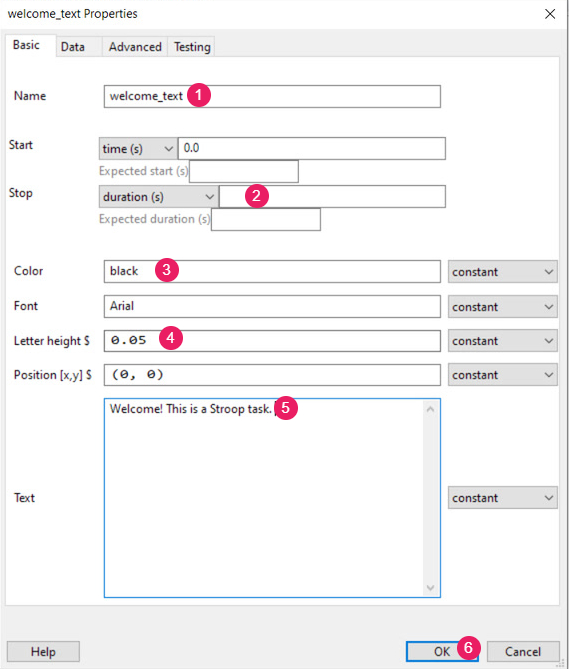 welcome_text Properties
Basic Data Advanced Testing
Name welcome_text 1
Start time (s) 0.0
Expected start (s)
Stop duration (s) 2
Expected duration (s)
Color black 3 constant
Font Arial constant
Letter height $ 0.05 4 constant
Position [x,y] $ (0, 0) constant
Welcome! This is a Stroop task. 5
Text constant
Help OK 6 Cancel